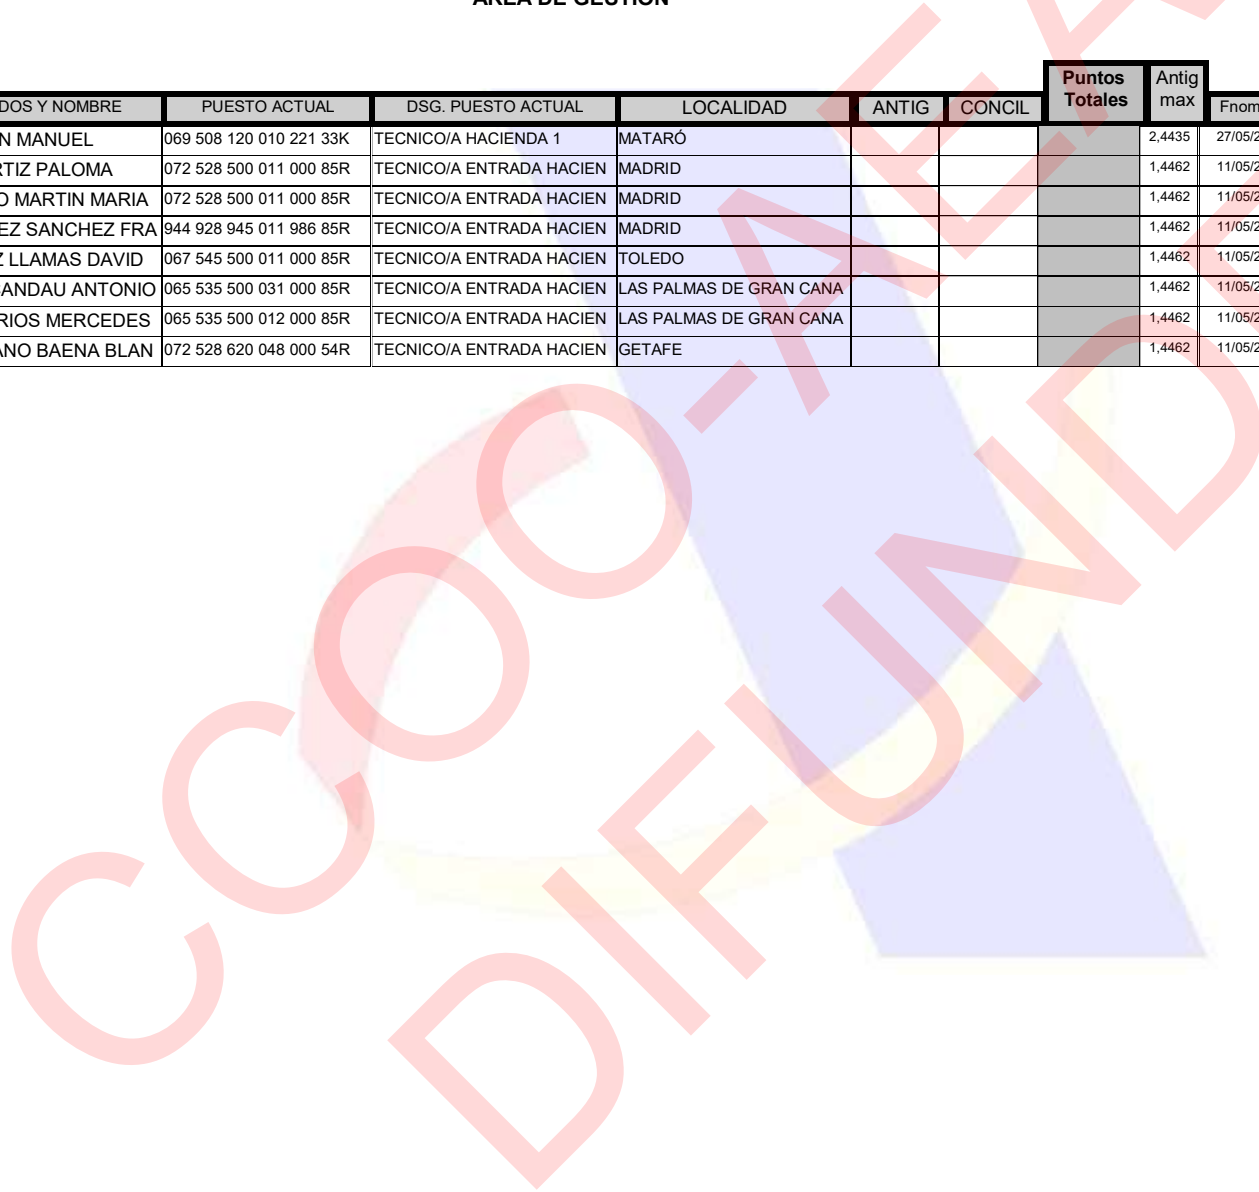 AREA DE GESTION
Puntos Totales Antig max
DOS Y NOMBRE PUESTO ACTUAL DSG. PUESTO ACTUAL LOCALIDAD ANTIG CONCIL Fnom
N MANUEL 069 508 120 010 221 33K TECNICO/A HACIENDA 1 MATARÓ 2,4435 27/05/2
RTIZ PALOMA 072 528 500 011 000 85R TECNICO/A ENTRADA HACIEN MADRID 1,4462 11/05/2
O MARTIN MARIA 072 528 500 011 000 85R TECNICO/A ENTRADA HACIEN MADRID 1,4462 11/05/2
EZ SANCHEZ FRA 944 928 945 011 986 85R TECNICO/A ENTRADA HACIEN MADRID 1,4462 11/05/2
Z LLAMAS DAVID 067 545 500 011 000 85R TECNICO/A ENTRADA HACIEN TOLEDO 1,4462 11/05/2
CANDAU ANTONIO 065 535 500 031 000 85R TECNICO/A ENTRADA HACIEN LAS PALMAS DE GRAN CANA 1,4462 11/05/2
RIOS MERCEDES 065 535 500 012 000 85R TECNICO/A ENTRADA HACIEN LAS PALMAS DE GRAN CANA 1,4462 11/05/2
ANO BAENA BLAN 072 528 620 048 000 54R TECNICO/A ENTRADA HACIEN GETAFE 1,4462 11/05/2
CCOO-AEA
DIFUND